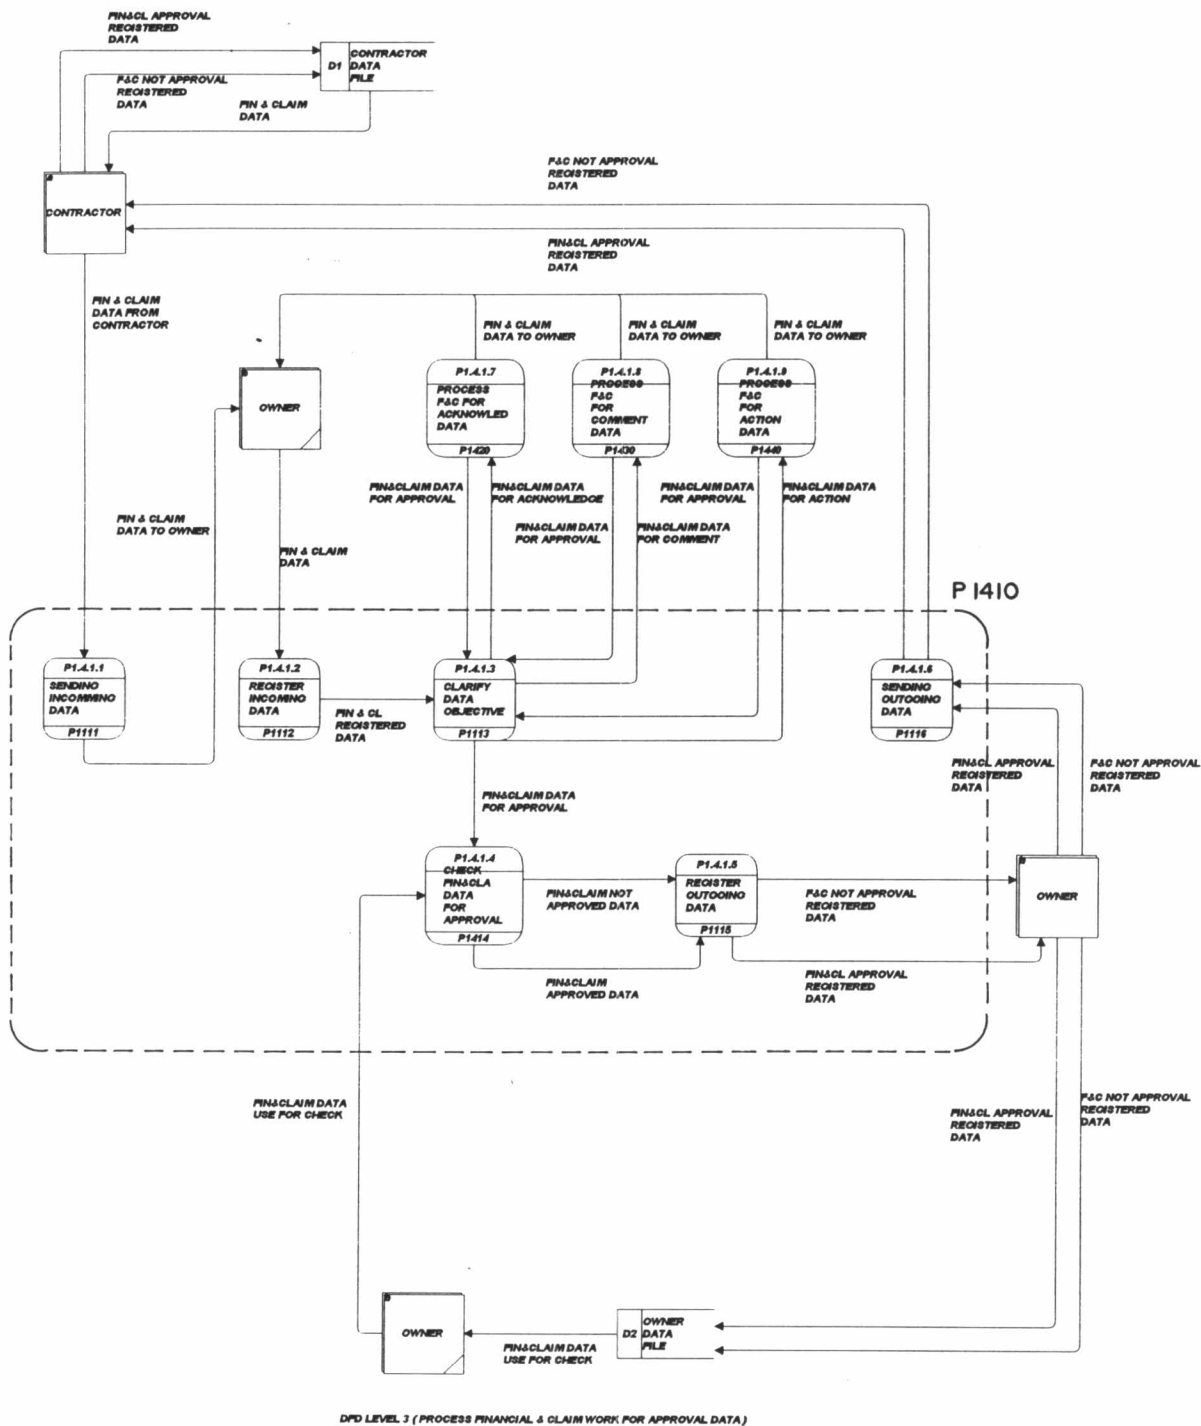 FIN&CL APPROVAL
REGISTERED
DATA
D1
CONTRACTOR
DATA
FILE
F&C NOT APPROVAL
REGISTERED
DATA
FIN & CLAIM
DATA
CONTRACTOR
F&C NOT APPROVAL
REGISTERED
DATA
FIN&CL APPROVAL
REGISTERED
DATA
FIN & CLAIM
DATA FROM
CONTRACTOR
FIN & CLAIM
DATA TO OWNER
FIN & CLAIM
DATA TO OWNER
FIN & CLAIM
DATA TO OWNER
OWNER
P1.4.1.7
PROCESS
F&C FOR
ACKNOWLED
DATA
P1420
P1.4.1.8
PROCESS
F&C
FOR
COMMENT
DATA
P1430
P1.4.1.9
PROCESS
F&C
FOR
ACTION
DATA
P1440
FIN&CLAIM DATA
FOR APPROVAL
FIN&CLAIM DATA
FOR ACKNOWLEDGE
FIN&CLAIM DATA
FOR APPROVAL
FIN&CLAIM DATA
FOR ACTION
FIN & CLAIM
DATA TO OWNER
FIN&CLAIM DATA
FOR APPROVAL
FIN&CLAIM DATA
FOR COMMENT
FIN & CLAIM
DATA
P 1410
P1.4.1.1
SENDING
INCOMMING
DATA
P1111
P1.4.1.2
REGISTER
INCOMING
DATA
P1112
FIN & CL
REGISTERED
DATA
P1.4.1.3
CLARIFY
DATA
OBJECTIVE
P1113
P1.4.1.6
SENDING
OUTGOING
DATA
P1116
FIN&CL APPROVAL
REGISTERED
DATA
F&C NOT APPROVAL
REGISTERED
DATA
FIN&CLAIM DATA
FOR APPROVAL
P1.4.1.4
CHECK
FIN&CLA
DATA
FOR
APPROVAL
P1414
FIN&CLAIM NOT
APPROVED DATA
P1.4.1.5
REGISTER
OUTGOING
DATA
P1115
F&C NOT APPROVAL
REGISTERED
DATA
OWNER
FIN&CLAIM
APPROVED DATA
FIN&CL APPROVAL
REGISTERED
DATA
FIN&CLAIM DATA
USE FOR CHECK
FIN&CL APPROVAL
REGISTERED
DATA
F&C NOT APPROVAL
REGISTERED
DATA
OWNER
FIN&CLAIM DATA
USE FOR CHECK
D2
OWNER
DATA
FILE
DFD LEVEL 3 ( PROCESS FINANCIAL & CLAIM WORK FOR APPROVAL DATA )